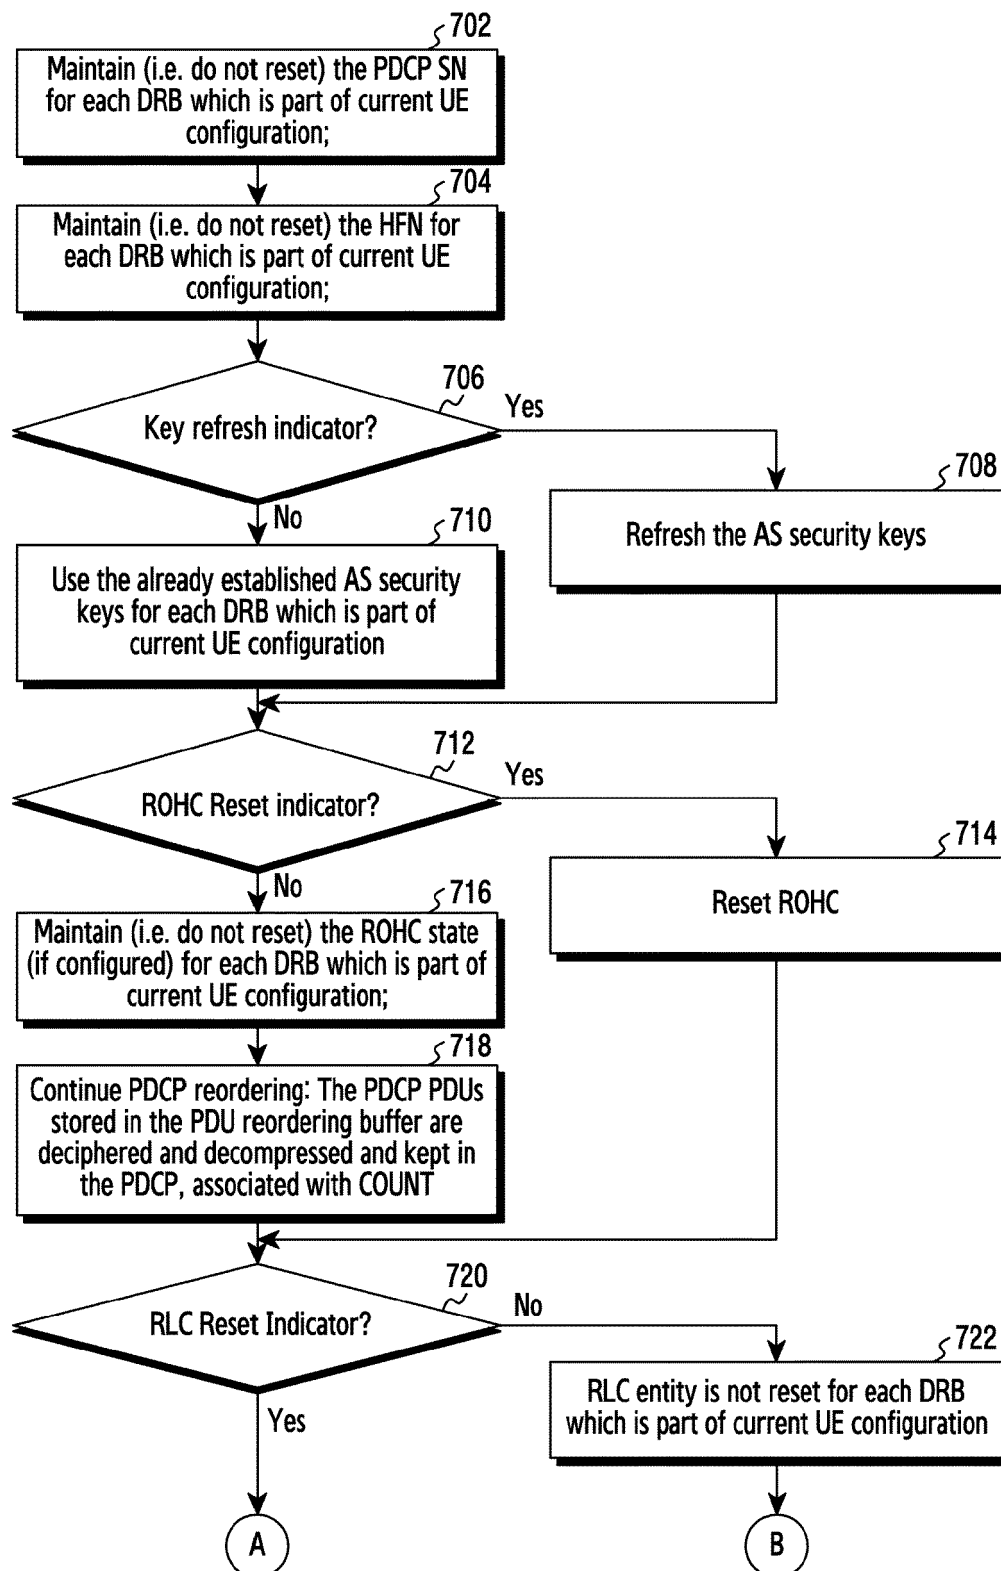 702
Maintain (i.e. do not reset) the PDCP SN
for each DRB which is part of current UE
configuration;
704
Maintain (i.e. do not reset) the HFN for
each DRB which is part of current UE
configuration;
706
Key refresh indicator?
Yes
No
708
Refresh the AS security keys
710
Use the already established AS security
keys for each DRB which is part of
current UE configuration
712
ROHC Reset indicator?
Yes
No
714
Reset ROHC
716
Maintain (i.e. do not reset) the ROHC state
(if configured) for each DRB which is part of
current UE configuration;
718
Continue PDCP reordering: The PDCP PDUs
stored in the PDU reordering buffer are
deciphered and decompressed and kept in
the PDCP, associated with COUNT
720
RLC Reset Indicator?
No
Yes
722
RLC entity is not reset for each DRB
which is part of current UE configuration
A
B